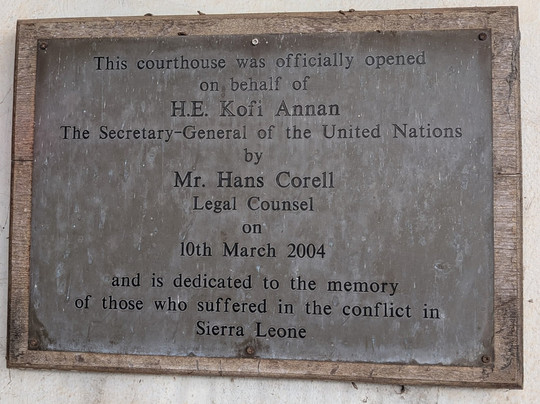 This courthouse was officially opened
on behalf of
H.E. Kofi Annan
The Secretary-General of the United Nations
by
Mr. Hans Corell
Legal Counsel
on
10th March 2004
and is dedicated to the memory
of those who suffered in the conflict in
Sierra Leone